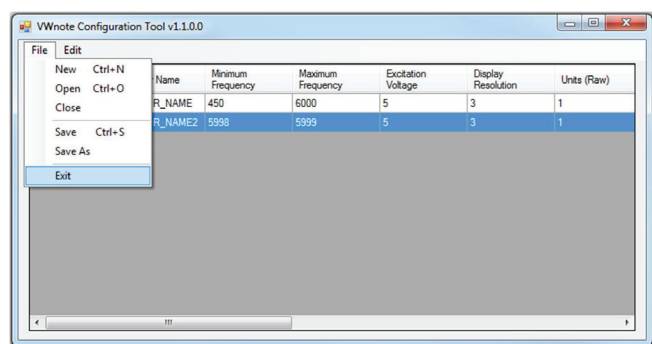 VWnote Configuration Tool v1.1.0.0
File Edit
New Ctrl+N
Open Ctrl+O
Close
Save Ctrl+S
Save As
Exit
Name Minimum Frequency Maximum Frequency Excitation Voltage Display Resolution Units (Raw)
R_NAME 450 6000 5 3 1
R_NAME2 5998 5999 5 3 1